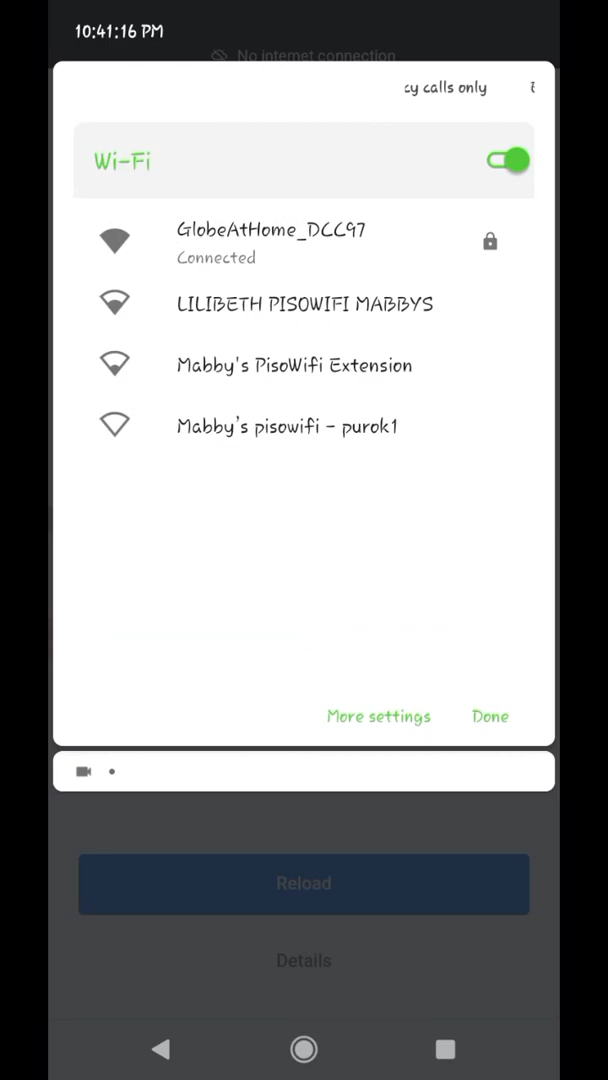 10:41:16 PM
No internet connection
cy calls only
Wi-Fi
GlobeAtHome_DCC97
Connected
LILIBETH PISOWIFI MABBYS
Mabby's PisoWifi Extension
Mabby's pisowifi - purok1
More settings
Done
Reload
Details